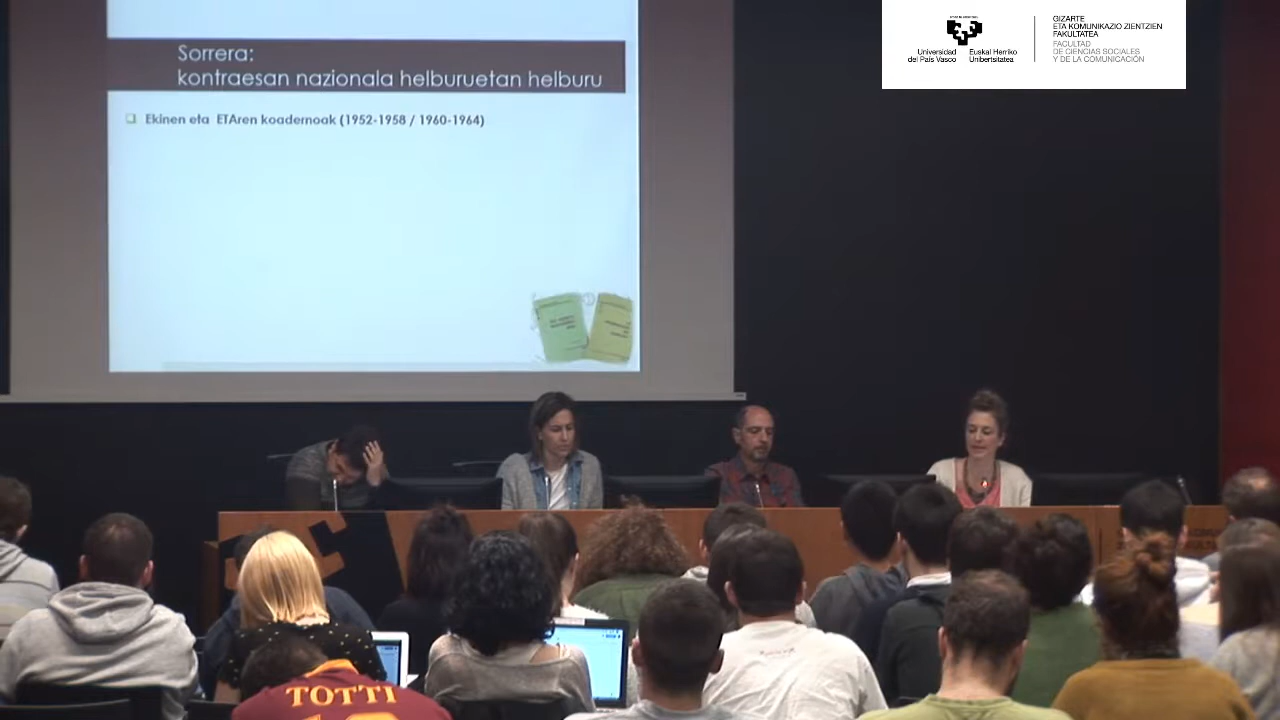 Sorrera:
kontraesan nazionala helburuetan helburu
Ekinen eta ETAren koadernoak (1952-1958 / 1960-1964)
Universidad
del País Vasco
Euskal Herriko
Unibertsitatea
GIZARTE
ETA KOMUNIKAZIO ZIENTZIEN
FAKULTATEA
FACULTAD
DE CIENCIAS SOCIALES
Y DE LA COMUNICACIÓN
TOTTI